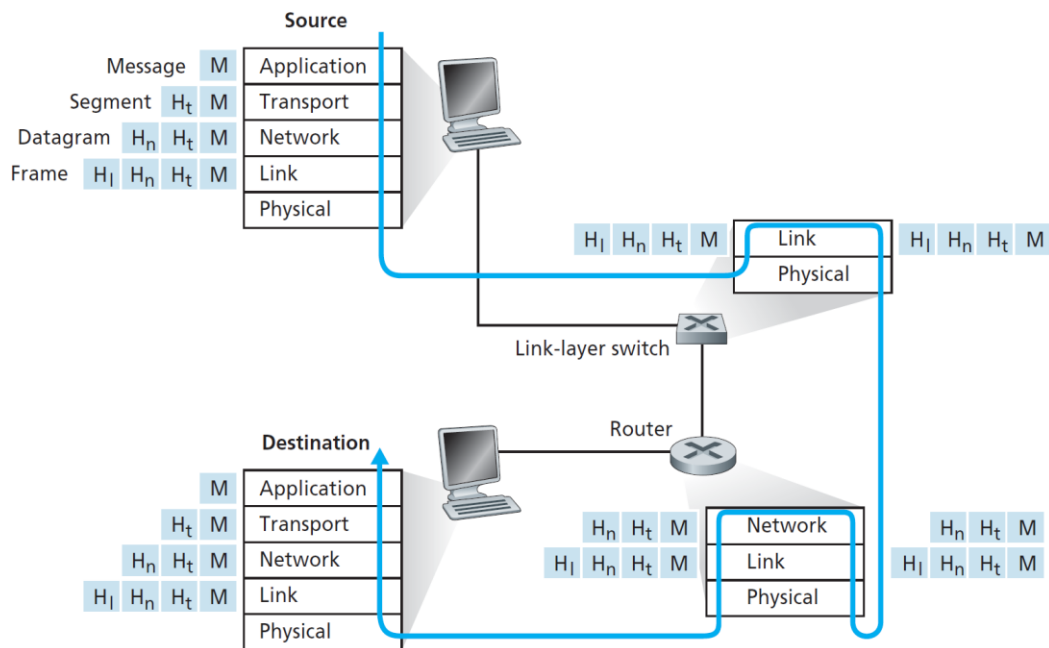 Source
Message M Application
Segment Ht M Transport
Datagram Hn Ht M Network
Frame Hl Hn Ht M Link
Physical
Hl Hn Ht M Link Hl Hn Ht M
Physical
Link-layer switch
Router
Destination
M Application
Ht M Transport
Hn Ht M Network
Hl Hn Ht M Link
Physical
Hn Ht M Network Hn Ht M
Hl Hn Ht M Link Hl Hn Ht M
Physical